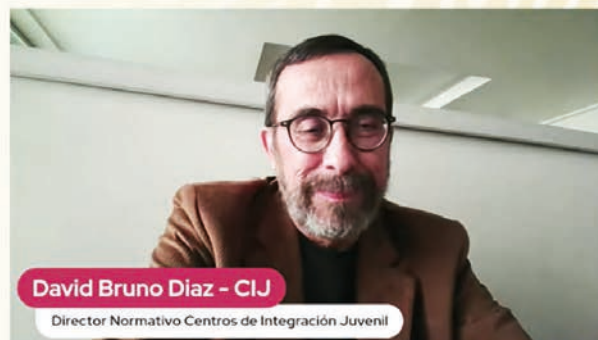 David Bruno Diaz - CIJ
Director Normativo Centros de Integración Juvenil